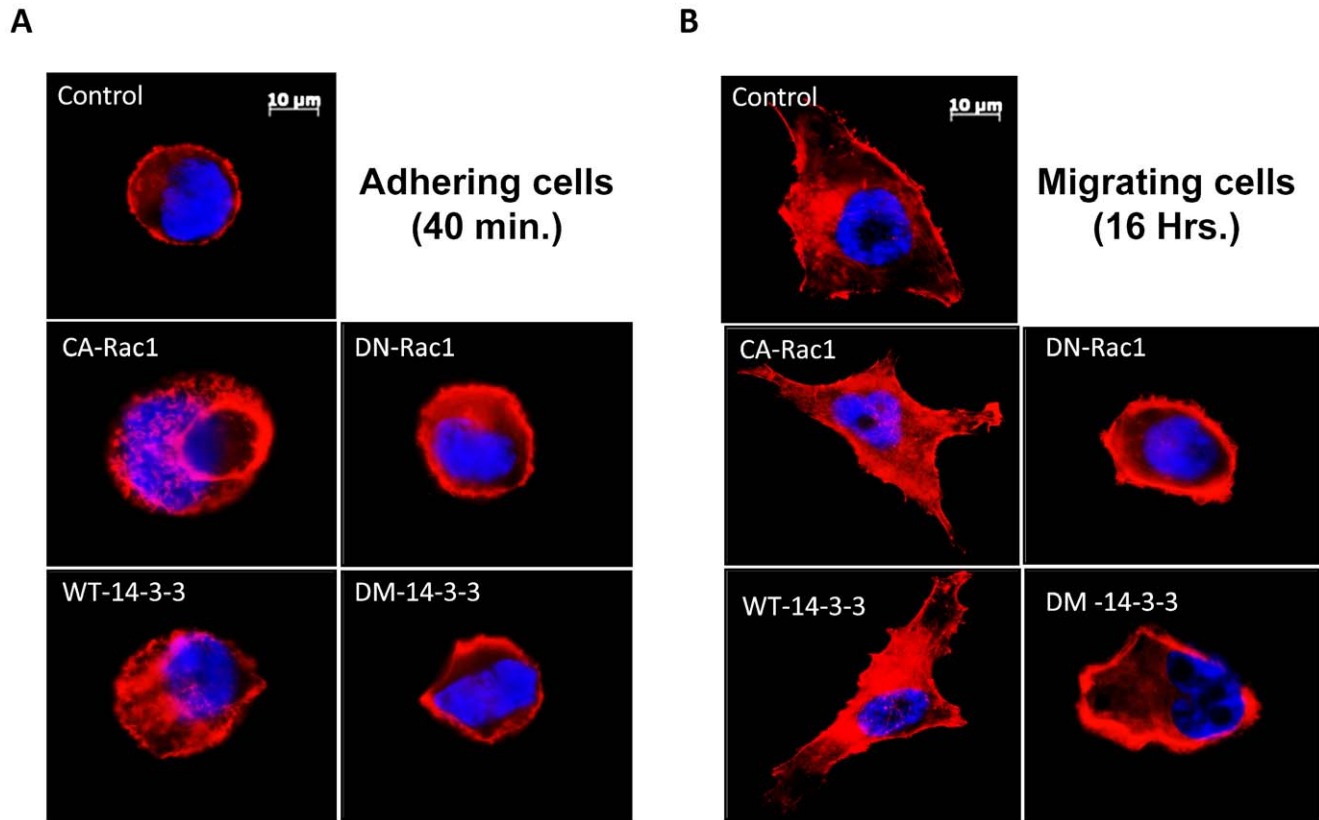 A
Control
10 µm
Adhering cells
(40 min.)
CA-Rac1
DN-Rac1
WT-14-3-3
DM-14-3-3
B
Control
10 µm
Migrating cells
(16 Hrs.)
CA-Rac1
DN-Rac1
WT-14-3-3
DM -14-3-3